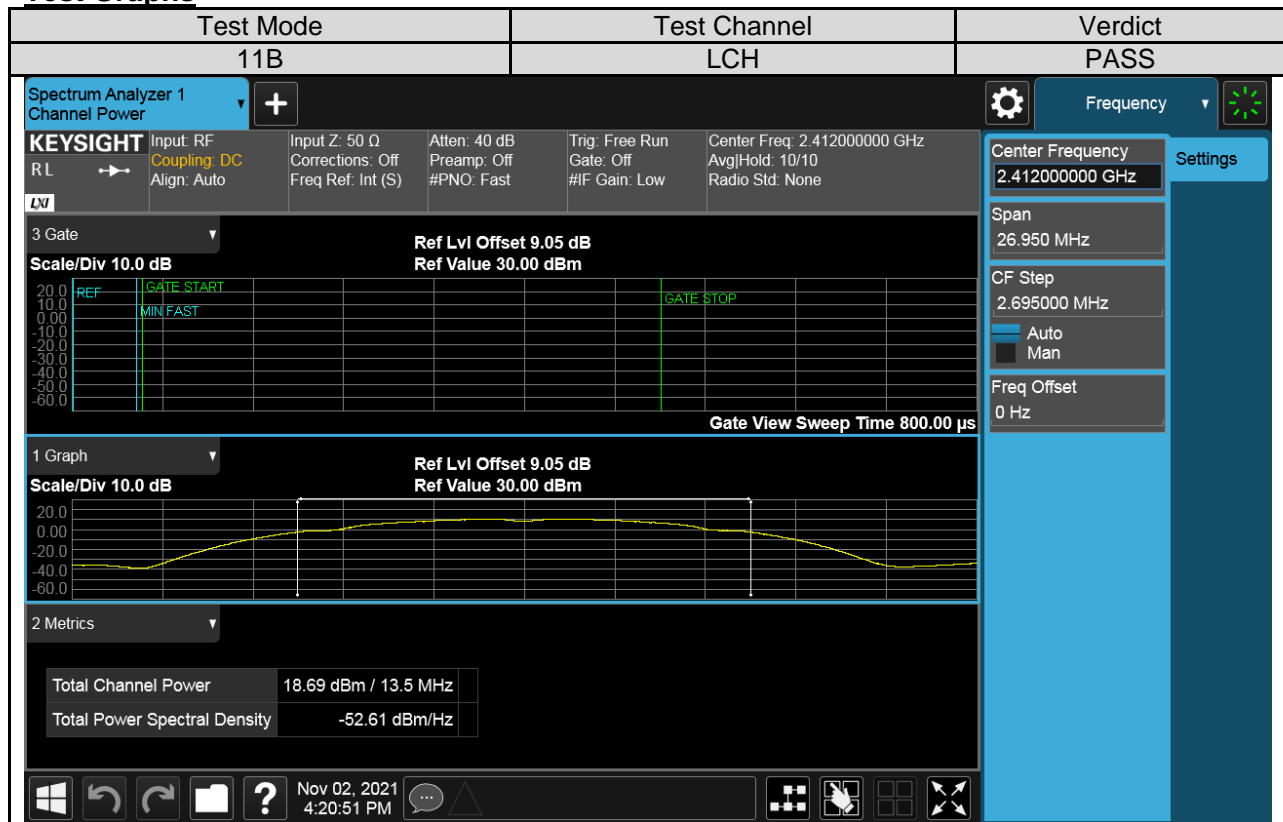 Test Graphs
Test Mode Test Channel Verdict
11B LCH PASS
Spectrum Analyzer 1
Channel Power
+
Frequency
KEYSIGHT
RL
LXI
Input: RF
Coupling: DC
Align: Auto
Input Z: 50 Ω
Corrections: Off
Freq Ref: Int (S)
Atten: 40 dB
Preamp: Off
#PNO: Fast
Trig: Free Run
Gate: Off
#IF Gain: Low
Center Freq: 2.412000000 GHz
Avg|Hold: 10/10
Radio Std: None
Center Frequency
2.412000000 GHz
Settings
Span
26.950 MHz
CF Step
2.695000 MHz
Auto
Man
Freq Offset
0 Hz
3 Gate
Scale/Div 10.0 dB
Ref Lvl Offset 9.05 dB
Ref Value 30.00 dBm
20.0
10.0
0.00
-10.0
-20.0
-30.0
-40.0
-50.0
-60.0
REF
GATE START
MIN FAST
GATE STOP
Gate View Sweep Time 800.00 µs
1 Graph
Scale/Div 10.0 dB
Ref Lvl Offset 9.05 dB
Ref Value 30.00 dBm
20.0
0.00
-20.0
-40.0
-60.0
2 Metrics
Total Channel Power 18.69 dBm / 13.5 MHz
Total Power Spectral Density -52.61 dBm/Hz
?
Nov 02, 2021
4:20:51 PM